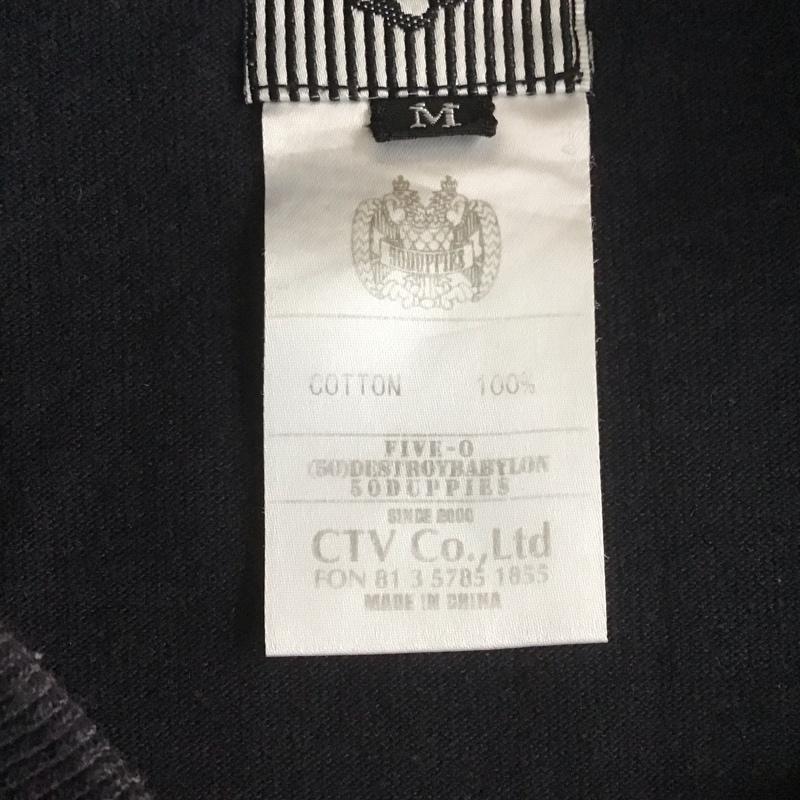 M
50DUPPIES
COTTON 100%
FIVE-O
(50)DESTROYBABYLON
50DUPPIES
SINCE 2000
CTV Co.,Ltd
FON 81 3 5785 1855
MADE IN CHINA